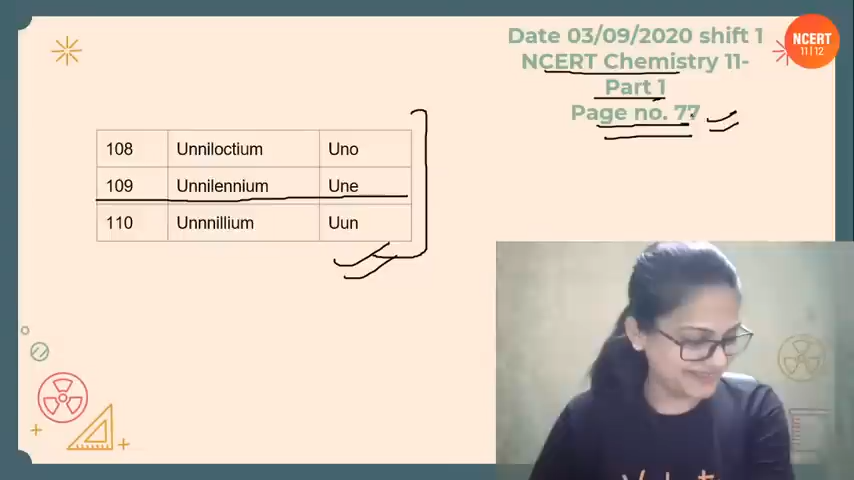 Date 03/09/2020 shift 1
NCERT Chemistry 11-
Part 1
Page no. 77
NCERT
11 | 12
108 Unniloctium Uno
109 Unnilennium Une
110 Unnnillium Uun